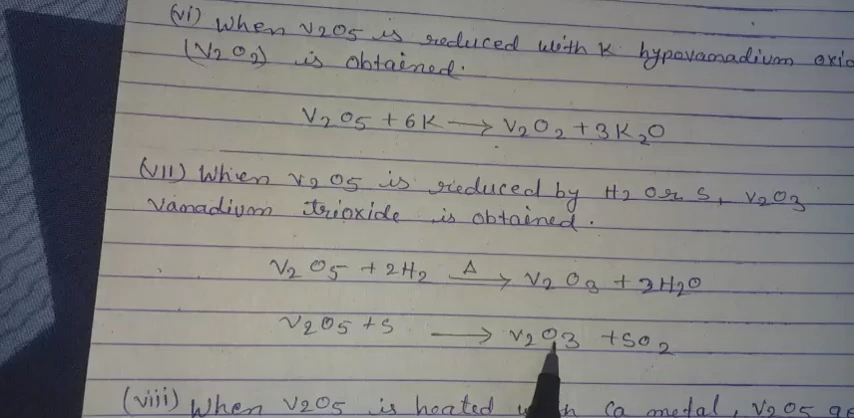 (vi) When V2O5 is reduced with K hypovanadium oxid
(V2O2) is obtained.
V2O5 + 6K → V2O2 + 3K2O
(VII) When V2O5 is reduced by H2 or S, V2O3
vanadium trioxide is obtained.
V2O5 + 2H2 Δ→ V2O3 + 2H2O
V2O5 + S → V2O3 + SO2
(viii) When V2O5 is heated Ca metal, V2O5